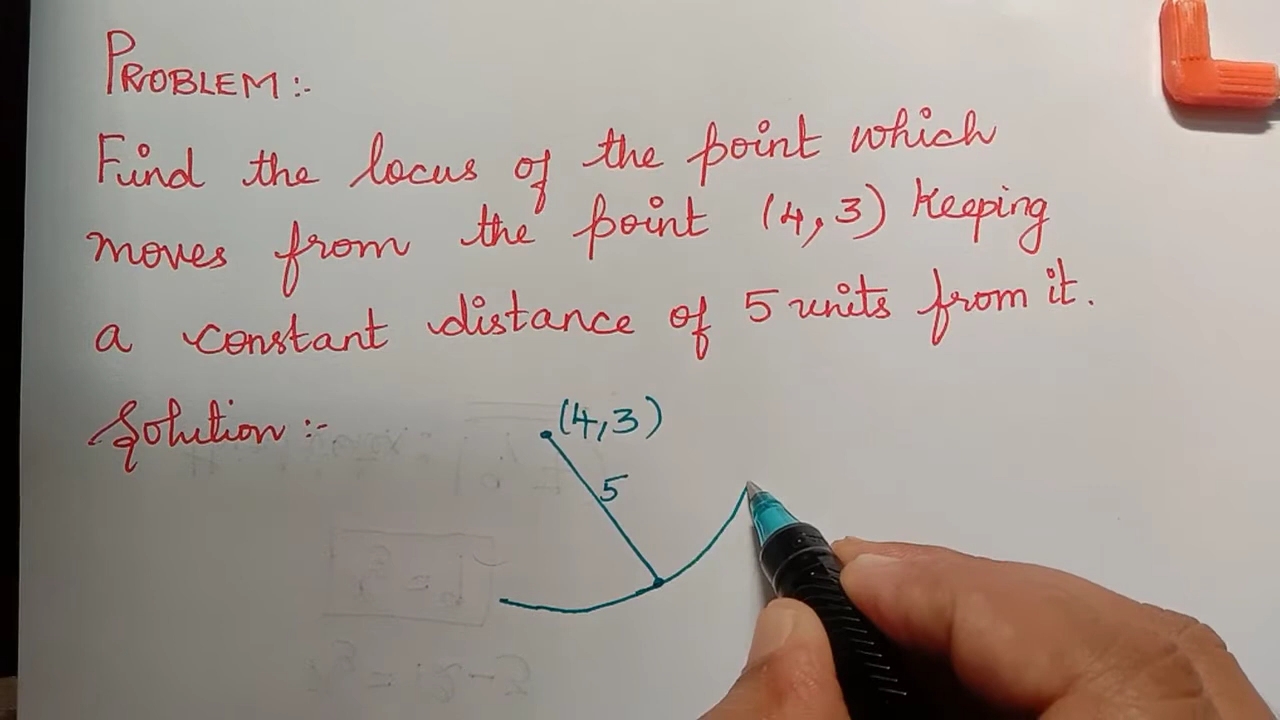 PROBLEM:-
Find the locus of the point which
moves from the point (4,3) keeping
a constant distance of 5 units from it.
Solution :-
(4,3)
5